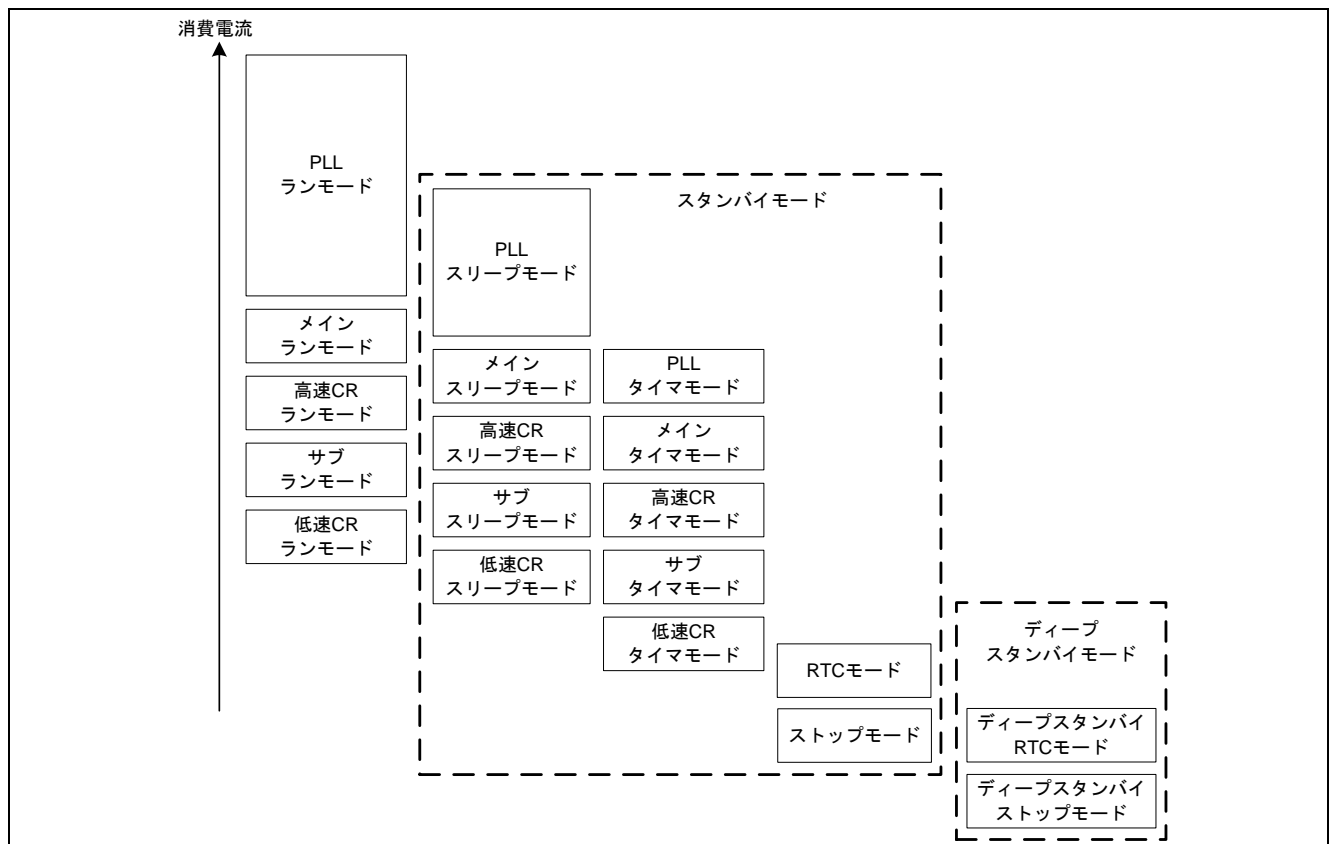 消費電流
PLL
ランモード
メイン
ランモード
高速CR
ランモード
サブ
ランモード
低速CR
ランモード
スタンバイモード
PLL
スリープモード
メイン
スリープモード
高速CR
スリープモード
サブ
スリープモード
低速CR
スリープモード
PLL
タイマモード
メイン
タイマモード
高速CR
タイマモード
サブ
タイマモード
低速CR
タイマモード
RTCモード
ストップモード
ディープ
スタンバイモード
ディープスタンバイ
RTCモード
ディープスタンバイ
ストップモード